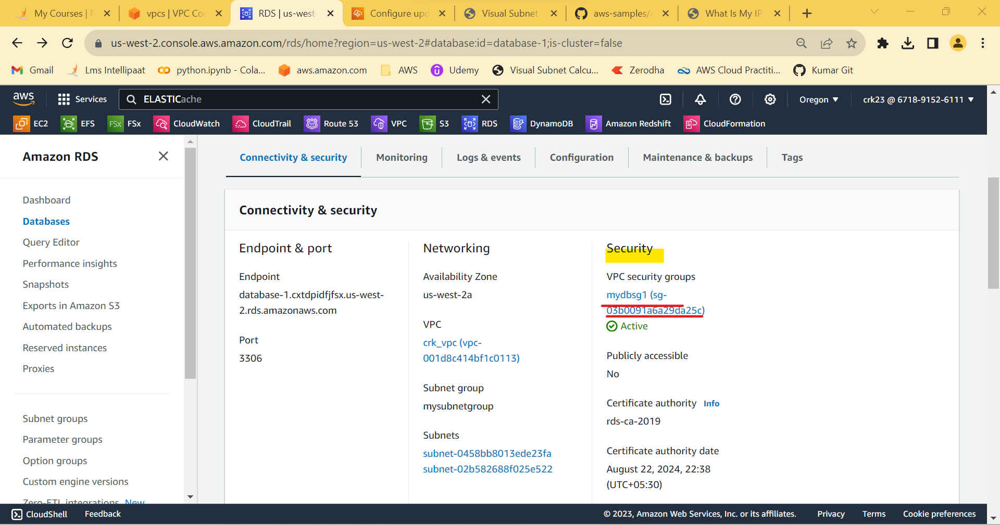 My Courses |
vpcs | VPC Co
RDS | us-west-
Configure upd
Visual Subnet
aws-samples/
What Is My IP
us-west-2.console.aws.amazon.com/rds/home?region=us-west-2#database:id=database-1;is-cluster=false
Gmail
Lms Intellipaat
python.ipynb - Cola...
aws.amazon.com
AWS
Udemy
Visual Subnet Calcu...
Zerodha
AWS Cloud Practiti...
Kumar Git
aws
Services
ELASTICache
Oregon
crk23 @ 6718-9152-6111
EC2
EFS
FSx
FSx
CloudWatch
CloudTrail
53
Route 53
VPC
S3
RDS
DynamoDB
Amazon Redshift
CloudFormation
Amazon RDS
Dashboard
Databases
Query Editor
Performance insights
Snapshots
Exports in Amazon S3
Automated backups
Reserved instances
Proxies
Subnet groups
Parameter groups
Option groups
Custom engine versions
Zero-ETL integrations New
Connectivity & security
Monitoring
Logs & events
Configuration
Maintenance & backups
Tags
Connectivity & security
Endpoint & port
Endpoint
database-1.cxtdpidfjfsx.us-west-
2.rds.amazonaws.com
Port
3306
Networking
Availability Zone
us-west-2a
VPC
crk_vpc (vpc-
001d8c414bf1c0113)
Subnet group
mysubnetgroup
Subnets
subnet-0458bb8013ede23fa
subnet-02b582688f025e522
Security
VPC security groups
mydbsg1 (sg-
03b0091a6a29da25c)
Active
Publicly accessible
No
Certificate authority Info
rds-ca-2019
Certificate authority date
August 22, 2024, 22:38
(UTC+05:30)
CloudShell
Feedback
© 2023, Amazon Web Services, Inc. or its affiliates.
Privacy
Terms
Cookie preferences